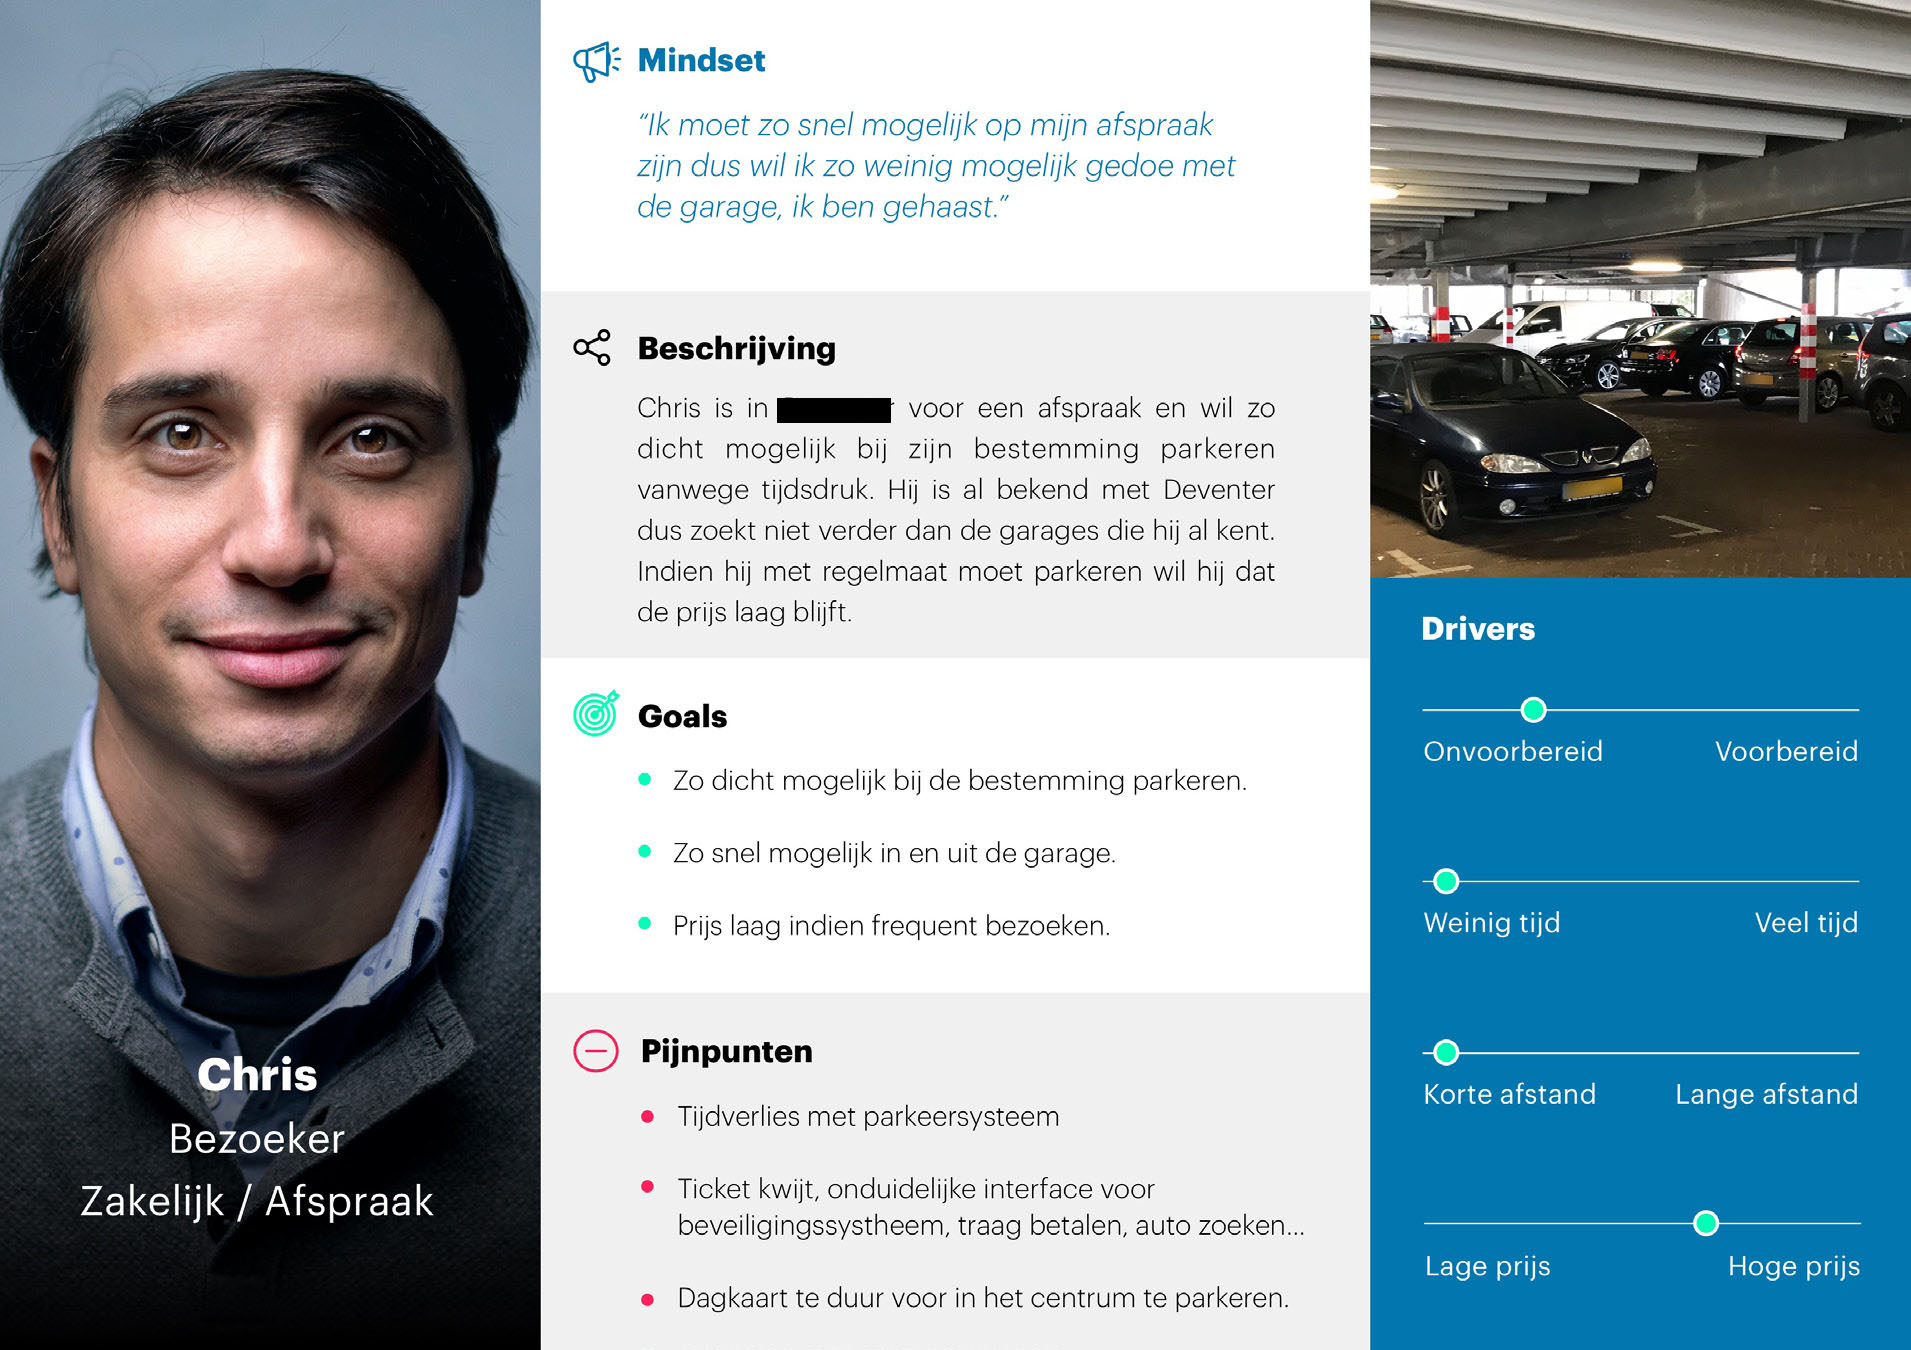 Mindset
“Ik moet zo snel mogelijk op mijn afspraak
zijn dus wil ik zo weinig mogelijk gedoe met
de garage, ik ben gehaast.”
Beschrijving
Chris is in voor een afspraak en wil zo
dicht mogelijk bij zijn bestemming parkeren
vanwege tijdsdruk. Hij is al bekend met Deventer
dus zoekt niet verder dan de garages die hij al kent.
Indien hij met regelmaat moet parkeren wil hij dat
de prijs laag blijft.
Goals
Zo dicht mogelijk bij de bestemming parkeren.
Zo snel mogelijk in en uit de garage.
Prijs laag indien frequent bezoeken.
Pijnpunten
Tijdverlies met parkeersysteem
Ticket kwijt, onduidelijke interface voor
beveiligingssystheem, traag betalen, auto zoeken...
Dagkaart te duur voor in het centrum te parkeren.
Chris
Bezoeker
Zakelijk / Afspraak
Drivers
Onvoorbereid Voorbereid
Weinig tijd Veel tijd
Korte afstand Lange afstand
Lage prijs Hoge prijs